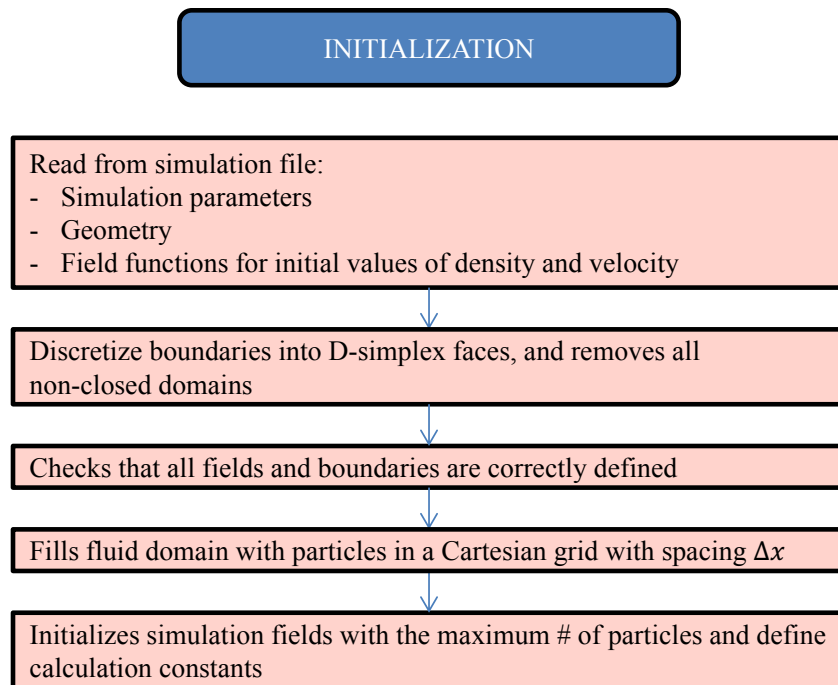 INITIALIZATION
Read from simulation file:
- Simulation parameters
- Geometry
- Field functions for initial values of density and velocity
Discretize boundaries into D-simplex faces, and removes all
non-closed domains
Checks that all fields and boundaries are correctly defined
Fills fluid domain with particles in a Cartesian grid with spacing Δ𝑥
Initializes simulation fields with the maximum # of particles and define
calculation constants